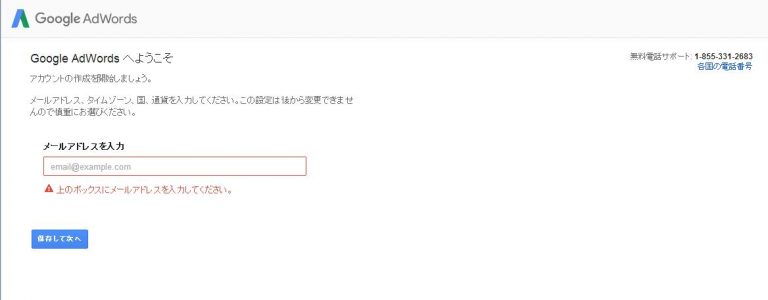 Google AdWords
Google AdWords へようこそ
無料電話サポート: 1-855-331-2683
各国の電話番号
アカウントの作成を開始しましょう。
メールアドレス、タイムゾーン、国、通貨を入力してください。この設定は後から変更できませ
んので慎重にお選びください。
メールアドレスを入力
email@example.com
上のボックスにメールアドレスを入力してください。
保存して次へ